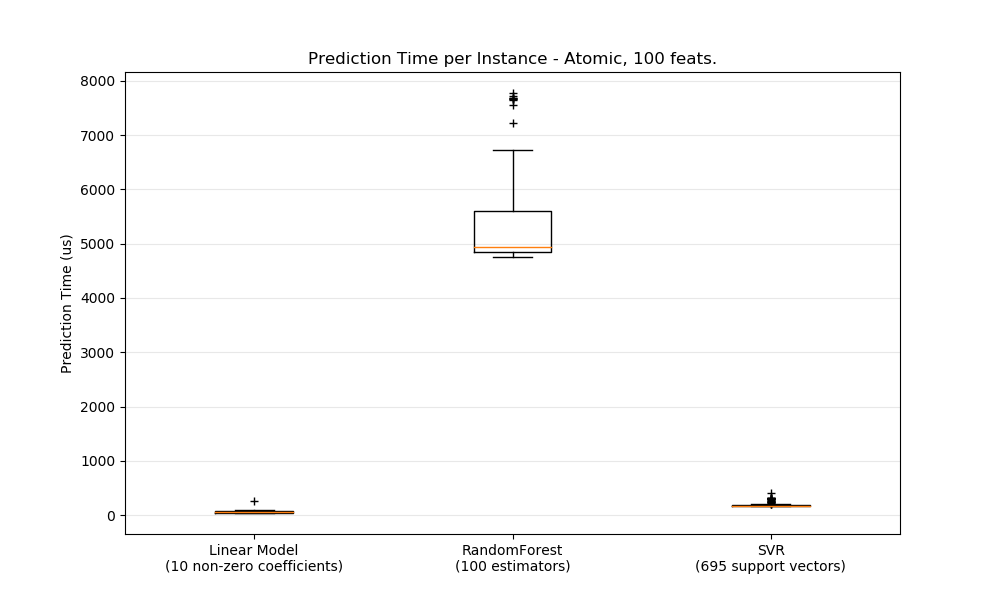 Prediction Time per Instance - Atomic, 100 feats.
Prediction Time (us)
8000
7000
6000
5000
4000
3000
2000
1000
0
Linear Model
(10 non-zero coefficients)
RandomForest
(100 estimators)
SVR
(695 support vectors)